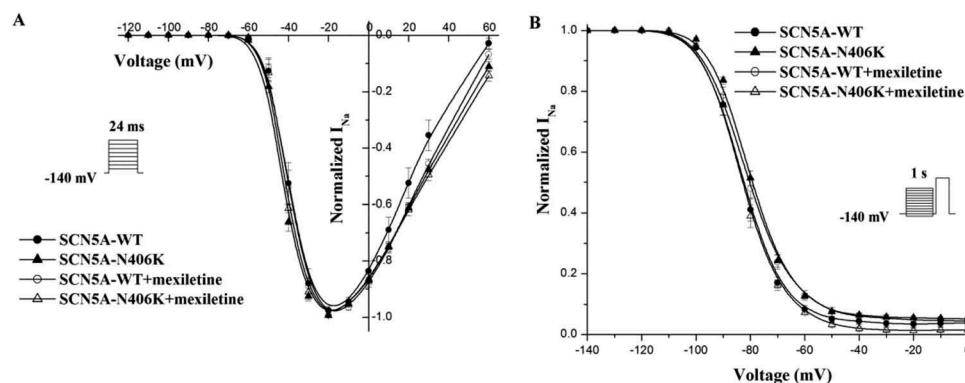 A
-120 -100 -80 -60 -40 -20 0 20 40 60
0.0
Voltage (mV)
-0.2
-0.4
-0.6
-0.8
-1.0
Normalized I_Na
24 ms
-140 mV
SCN5A-WT
SCN5A-N406K
SCN5A-WT+mexiletine
SCN5A-N406K+mexiletine
B
1.0
0.8
0.6
0.4
0.2
0.0
Normalized I_Na
SCN5A-WT
SCN5A-N406K
SCN5A-WT+mexiletine
SCN5A-N406K+mexiletine
1 s
-140 mV
-140 -120 -100 -80 -60 -40 -20
Voltage (mV)